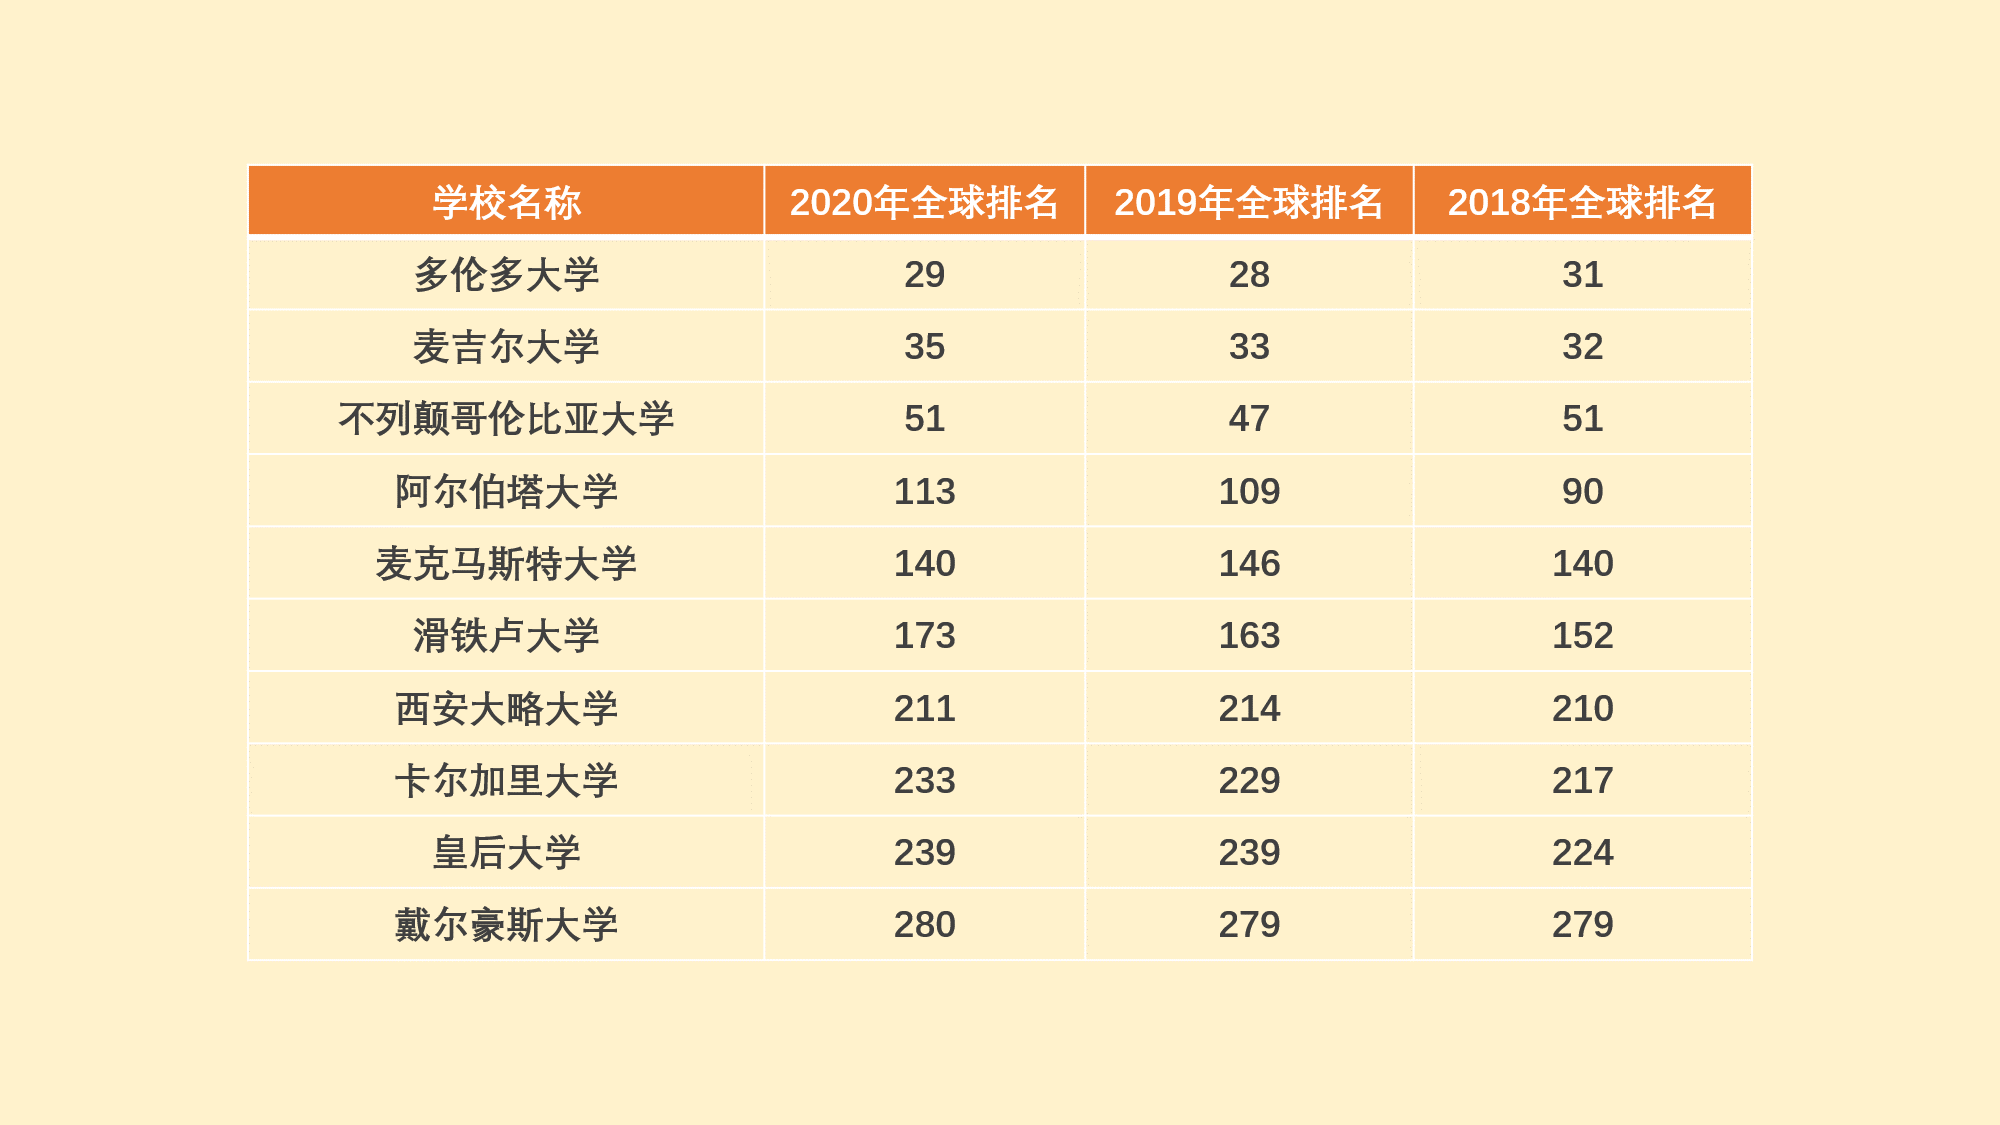 学校名称 2020年全球排名 2019年全球排名 2018年全球排名
多伦多大学 29 28 31
麦吉尔大学 35 33 32
不列颠哥伦比亚大学 51 47 51
阿尔伯塔大学 113 109 90
麦克马斯特大学 140 146 140
滑铁卢大学 173 163 152
西安大略大学 211 214 210
卡尔加里大学 233 229 217
皇后大学 239 239 224
戴尔豪斯大学 280 279 279